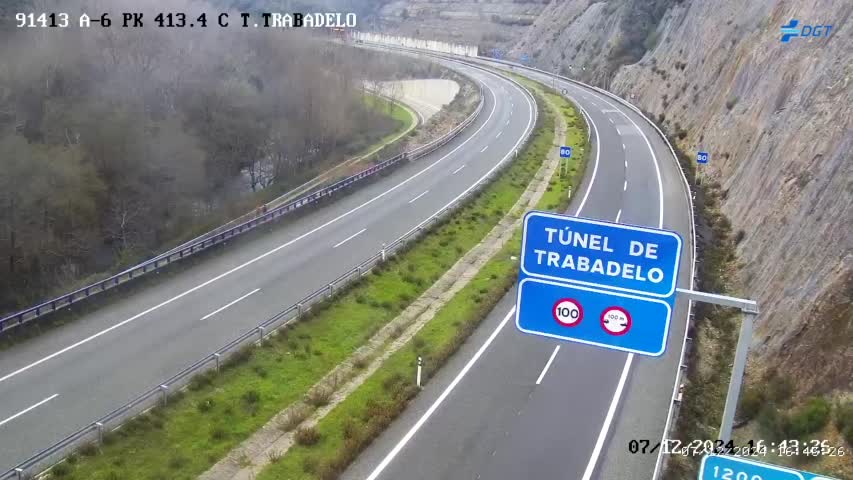 91413 A-6 PK 413.4 C T.TRABADELO
DGT
80
80
TÚNEL DE
TRABADELO
100
100 m
07/12/2024 16:43:26
1200